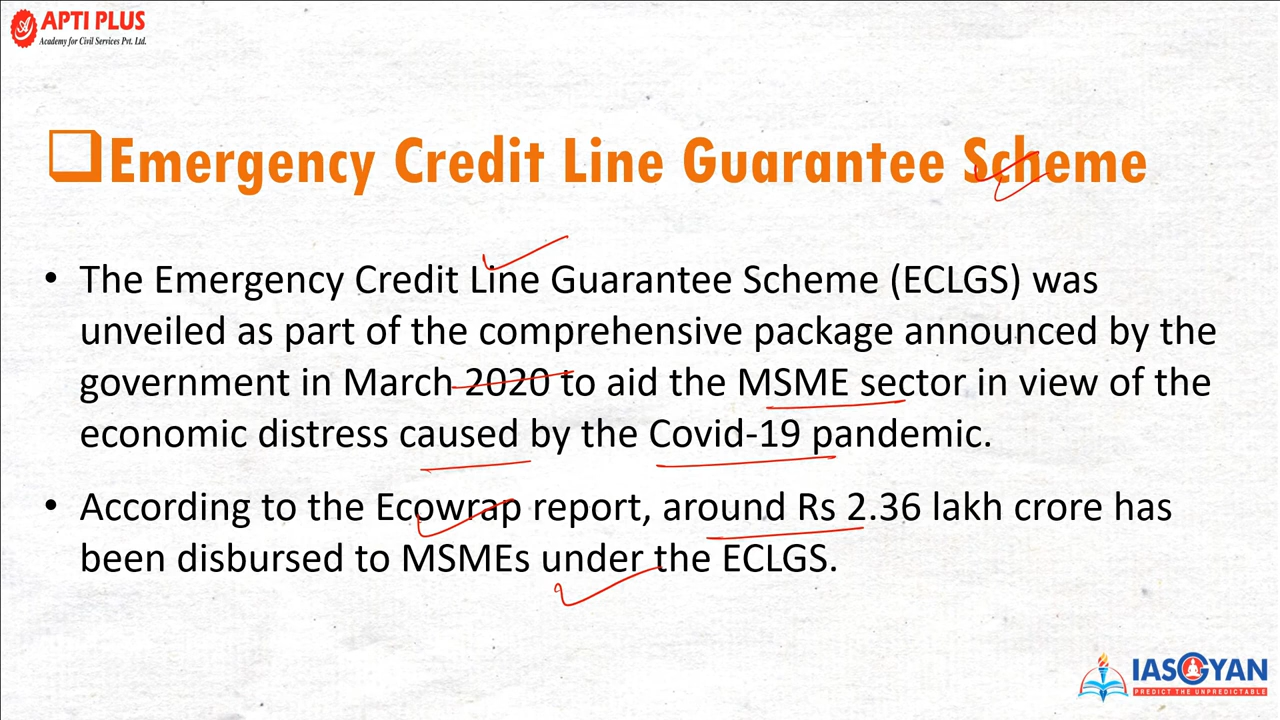 APTI PLUS
Academy for Civil Services Pvt. Ltd.
Emergency Credit Line Guarantee Scheme
• The Emergency Credit Line Guarantee Scheme (ECLGS) was
unveiled as part of the comprehensive package announced by the
government in March 2020 to aid the MSME sector in view of the
economic distress caused by the Covid-19 pandemic.
• According to the Ecowrap report, around Rs 2.36 lakh crore has
been disbursed to MSMEs under the ECLGS.
IASGYAN
PREDICT THE UNPREDICTABLE